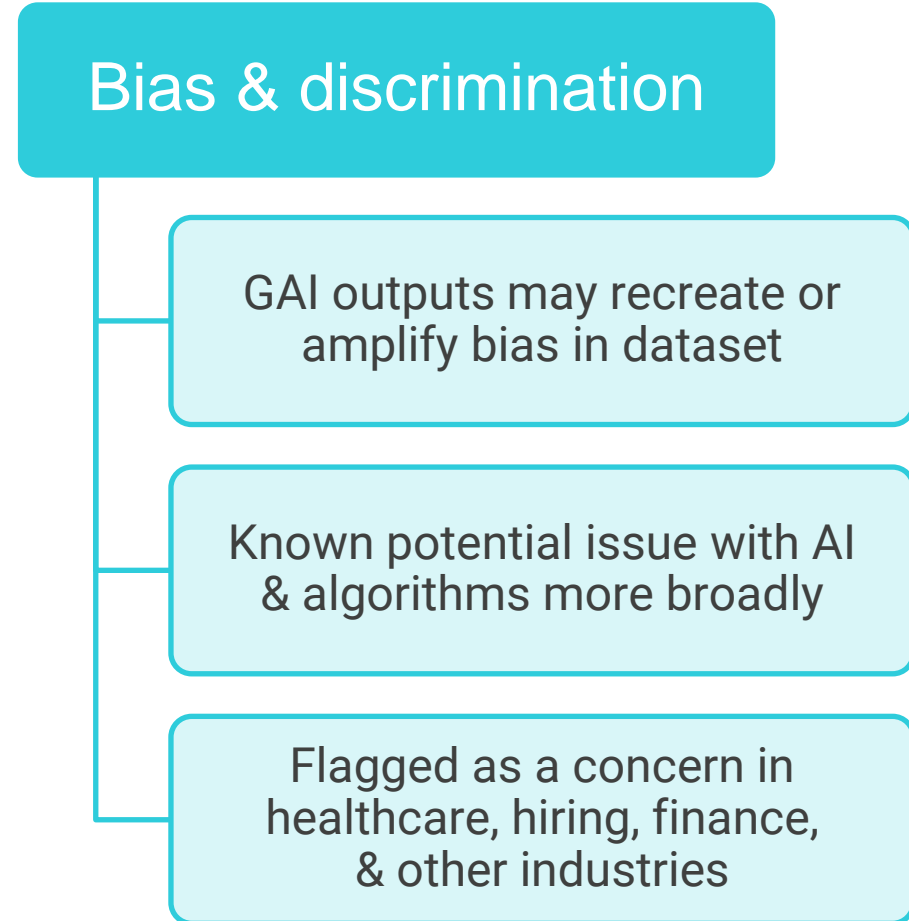 Bias & discrimination
GAI outputs may recreate or
amplify bias in dataset
Known potential issue with AI
& algorithms more broadly
Flagged as a concern in
healthcare, hiring, finance,
& other industries